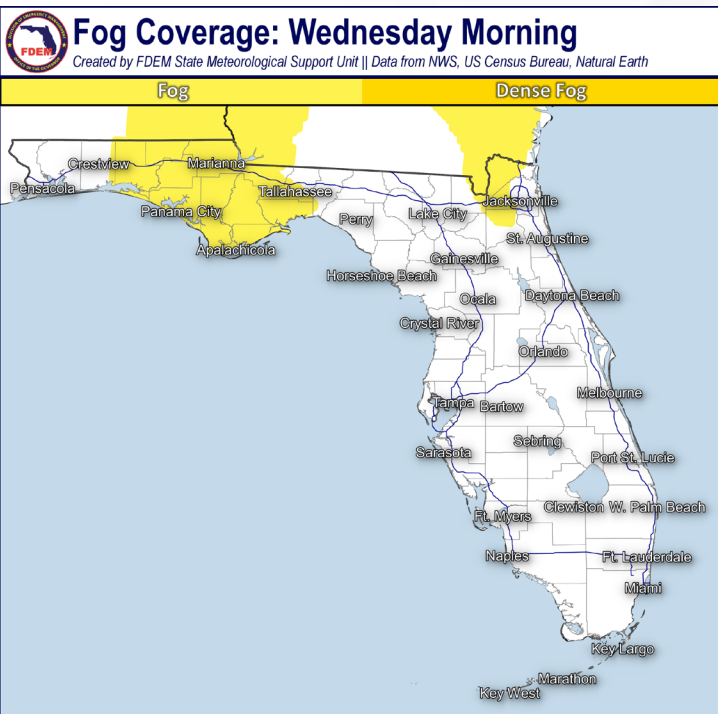 Fog Coverage: Wednesday Morning
FDEM
Created by FDEM State Meteorological Support Unit || Data from NWS, US Census Bureau, Natural Earth
Fog
Dense Fog
Crestview
Marianna
Pensacola
Tallahassee
Jacksonville
Panama City
Perry
Lake City
St. Augustine
Apalachicola
Gainesville
Horseshoe Beach
Ocala
Daytona Beach
Crystal River
Orlando
Melbourne
Tampa
Bartow
Sebring
Sarasota
Port St. Lucie
Clewiston
W. Palm Beach
Ft. Myers
Naples
Ft. Lauderdale
Miami
Key Largo
Marathon
Key West